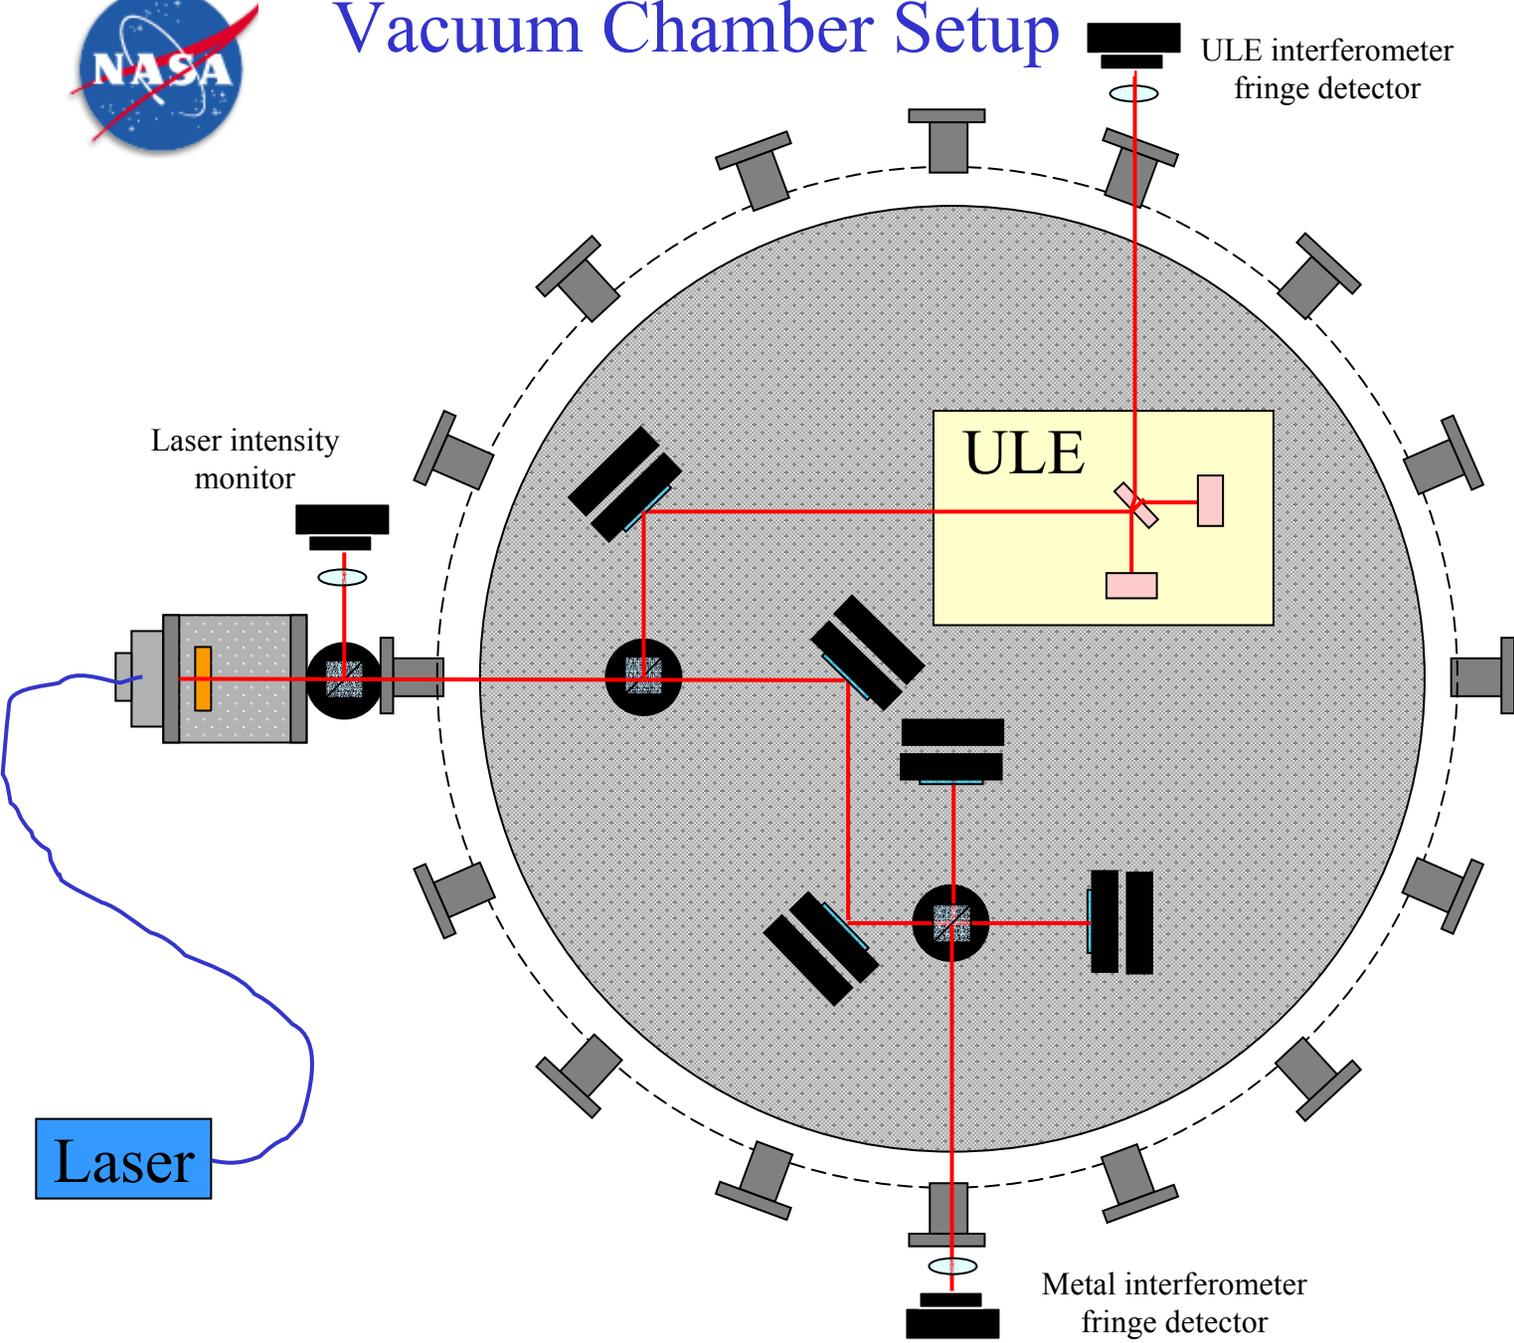 NASA
Vacuum Chamber Setup
ULE interferometer
fringe detector
Laser intensity
monitor
ULE
Laser
Metal interferometer
fringe detector